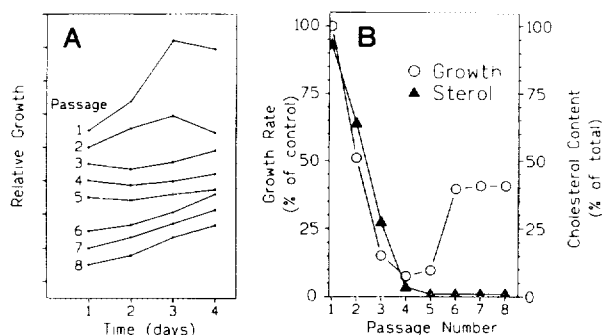 A
Relative Growth
Passage
1
2
3
4
5
6
7
8
1 2 3 4
Time (days)
B
Growth Rate
(% of control)
100
75
50
25
0
Growth
Sterol
100
75
50
25
0
Cholesterol Content
(% of total)
1 2 3 4 5 6 7 8
Passage Number